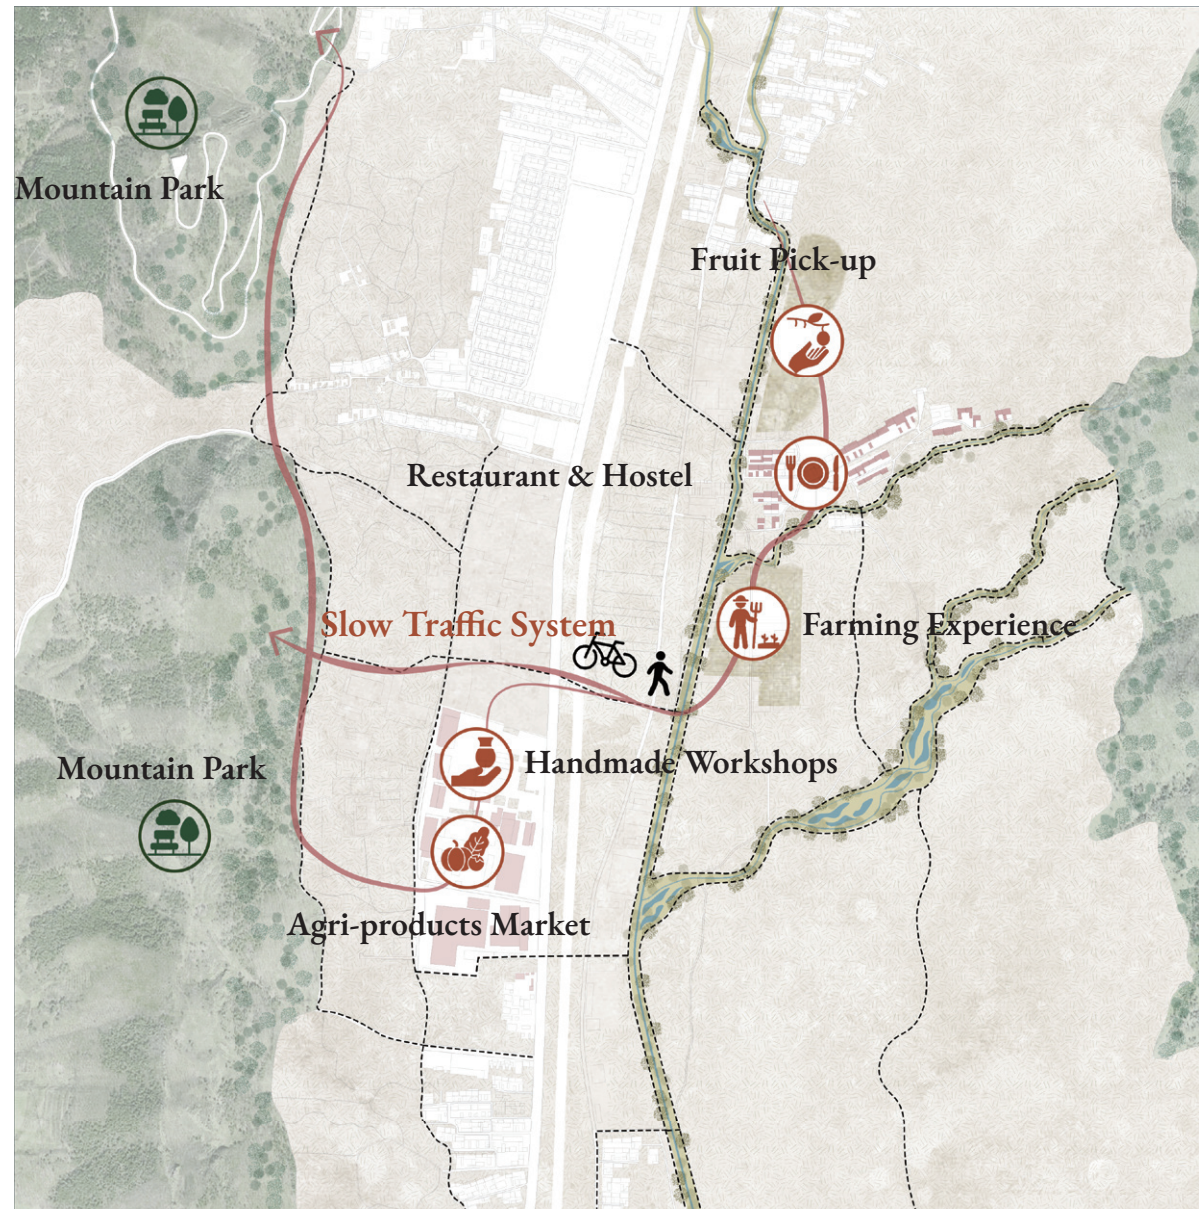 Mountain Park
Fruit Pick-up
Restaurant & Hostel
Slow Traffic System
Farming Experience
Handmade Workshops
Mountain Park
Agri-products Market